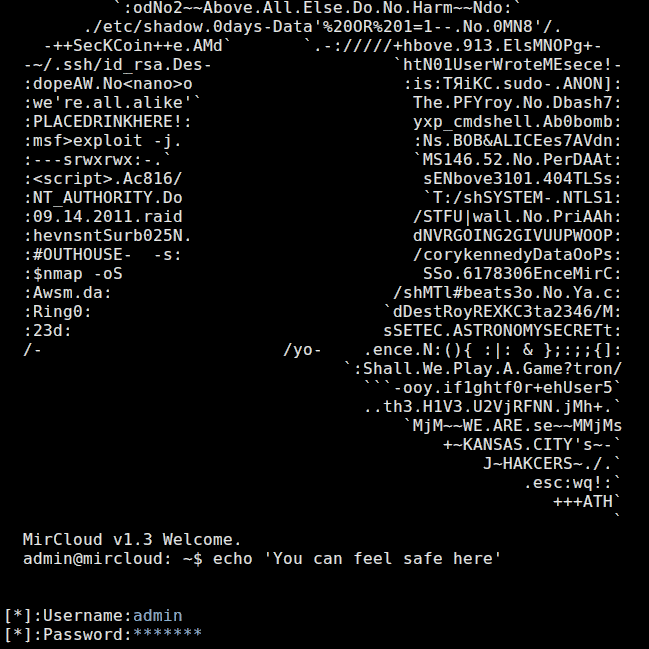 `:odNo2~~Above.All.Else.Do.No.Harm~~Ndo:`
./etc/shadow.0days-Data'%20OR%201=1--.No.0MN8'/.
-++SecKCoin++e.AMd`       `.-://///+hbove.913.ElsMNOPg+-
-~/.ssh/id_rsa.Des-                  `htN01UserWroteMEsece!-
:dopeAW.No<nano>o                     :is:TЯiKC.sudo-.ANON]:
:we're.all.alike'`                     The.PFYroy.No.Dbash7:
:PLACEDRINKHERE!:                      yxp_cmdshell.Ab0bomb:
:msf>exploit -j.                       :Ns.BOB&ALICEes7AVdn:
:---srwxrwx:-.`                        `MS146.52.No.PerDAAt:
:<script>.Ac816/                        sENbove3101.404TLSs:
:NT_AUTHORITY.Do                        `T:/shSYSTEM-.NTLS1:
:09.14.2011.raid                       /STFU|wall.No.PriAAh:
:hevnsntSurb025N.                      dNVRGOING2GIVUUPWOOP:
:#OUTHOUSE-  -s:                       /corykennedyDataOoPs:
:$nmap -oS                              SSo.6178306EnceMirC:
:Awsm.da:                            /shMTl#beats3o.No.Ya.c:
:Ring0:                             `dDestRoyREXKC3ta2346/M:
:23d:                               sSETEC.ASTRONOMYSECRETt:
/-                        /yo-    .ence.N:(){ :|: & };:;;{]:
`:Shall.We.Play.A.Game?tron/
```-ooy.if1ghtf0r+ehUser5`
..th3.H1V3.U2VjRFNN.jMh+.`
`MjM~~WE.ARE.se~~MMjMs
+~KANSAS.CITY's~-`
J~HAKCERS~./.`
.esc:wq!:`
+++ATH`
`
MirCloud v1.3 Welcome.
admin@mircloud: ~$ echo 'You can feel safe here'
[*]:Username:admin
[*]:Password:*******